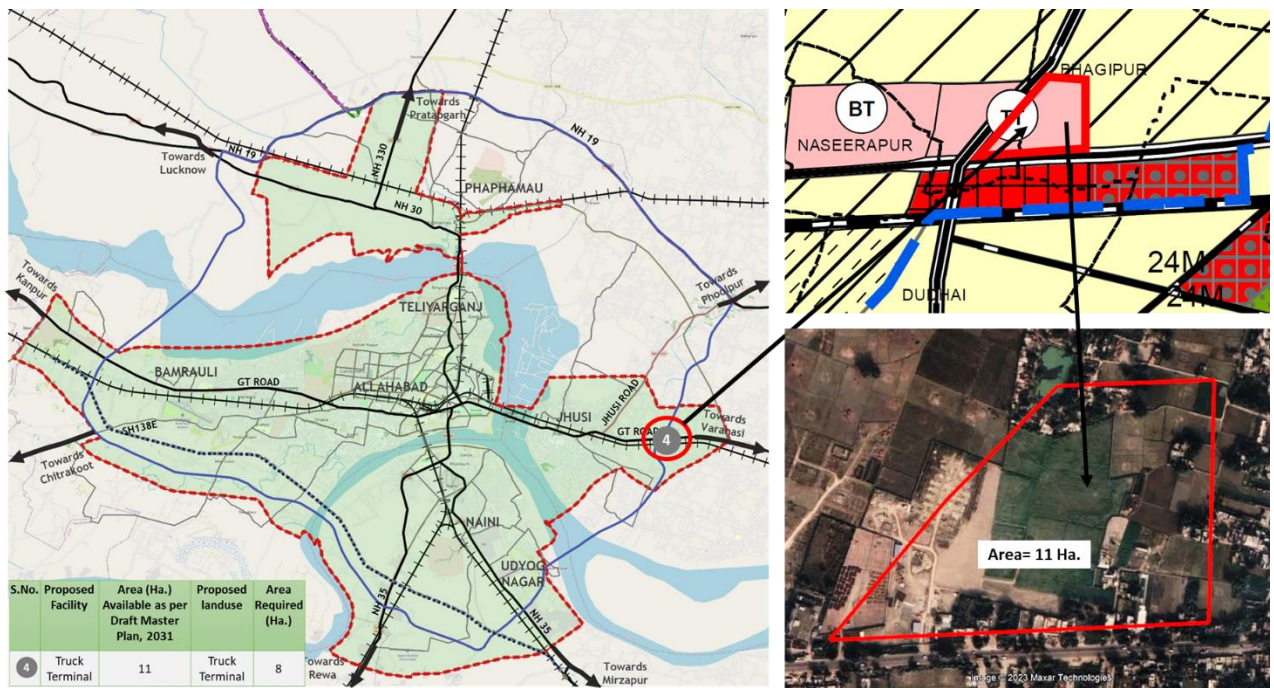 Towards
Pratapgarh
NH 19
NH 19
Towards
Lucknow
NH 330
NH 30
PHAPHAMAU
Towards
Kanpur
Towards
Phoolpur
TELIYARGANJ
BAMRAULI
GT ROAD
ALLAHABAD
JHUSI
JHUSI ROAD
GT ROAD
4
Towards
Varanasi
SH138E
Towards
Chitrakoot
NAINI
UDYOG
NAGAR
NH 35
NH 35
Towards
Rewa
Towards
Mirzapur
S.No. Proposed Facility Area (Ha.) Available as per Draft Master Plan, 2031 Proposed landuse Area Required (Ha.)
4 Truck Terminal 11 Truck Terminal 8
BHAGIPUR
BT
TT
NASEERAPUR
24M
24M
DUDHAI
Area= 11 Ha.
Image © 2023 Maxar Technologies